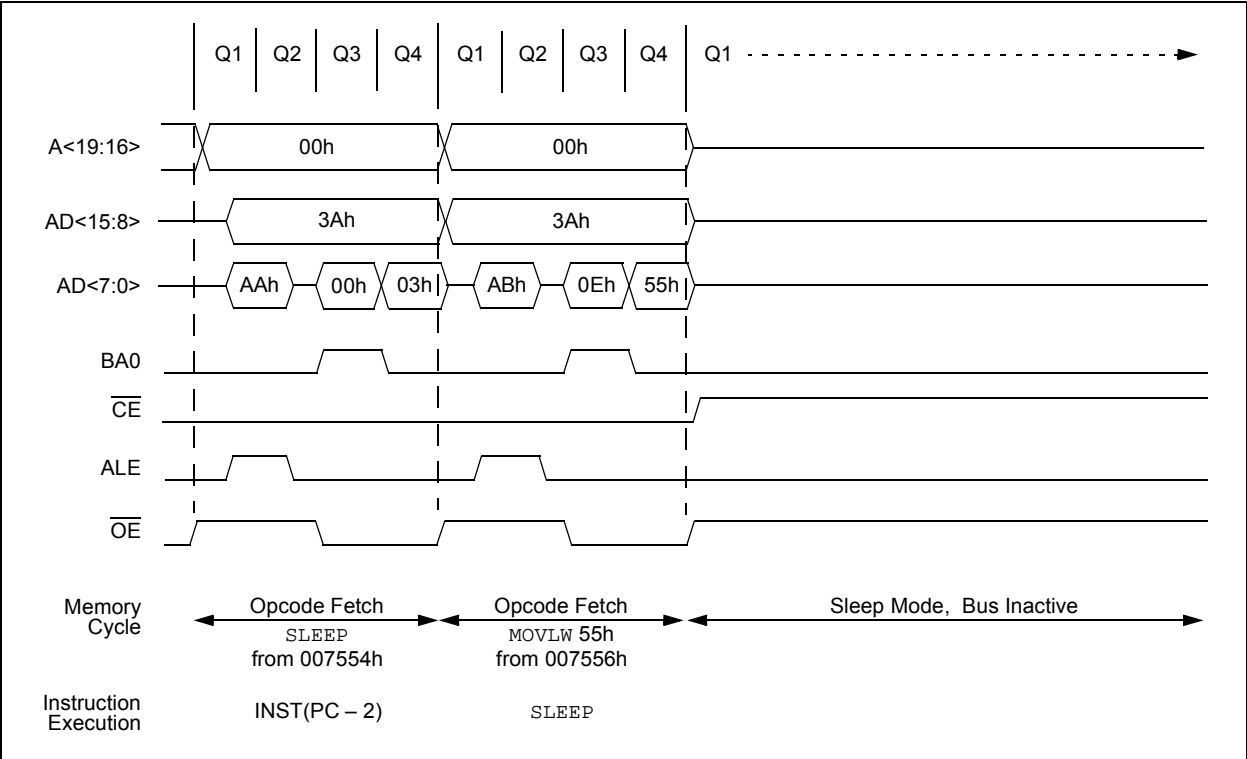 Q1 Q2 Q3 Q4 Q1 Q2 Q3 Q4 Q1
A<19:16> 00h 00h
AD<15:8> 3Ah 3Ah
AD<7:0> AAh 00h 03h ABh 0Eh 55h
BA0
CE
ALE
OE
Memory Cycle
Opcode Fetch
SLEEP
from 007554h
Opcode Fetch
MOVLW 55h
from 007556h
Sleep Mode, Bus Inactive
Instruction
Execution
INST(PC – 2) SLEEP